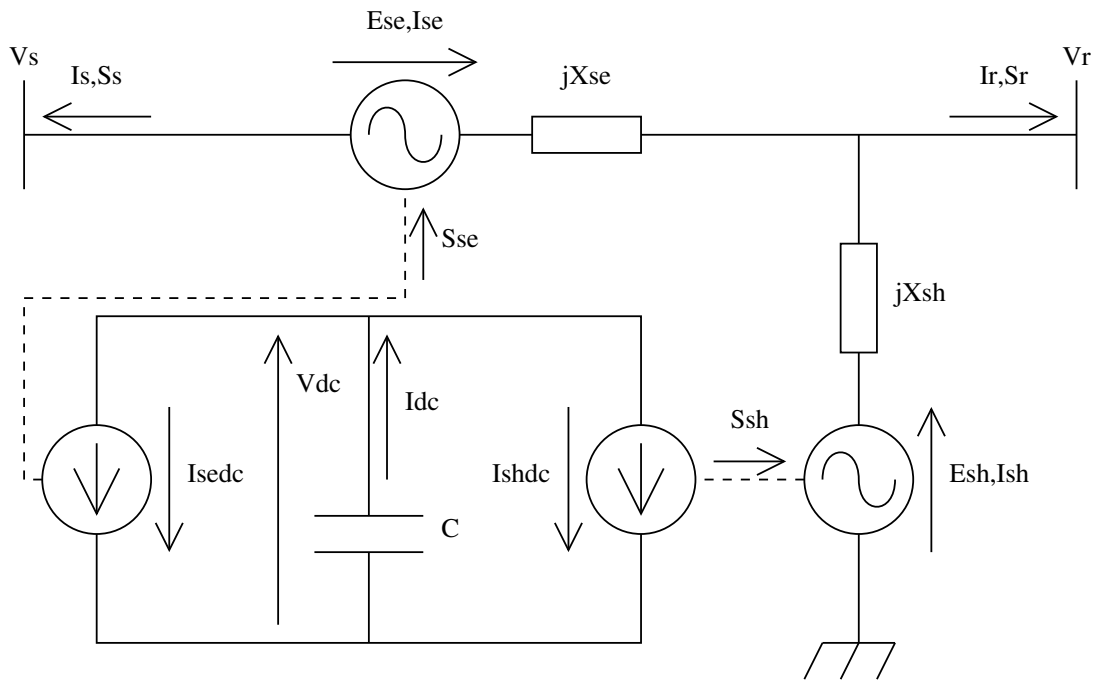 Ese,Ise
Vs
Is,Ss
jXse
Ir,Sr
Vr
Sse
jXsh
Vdc
Idc
Ssh
Isedc
Ishdc
Esh,Ish
C